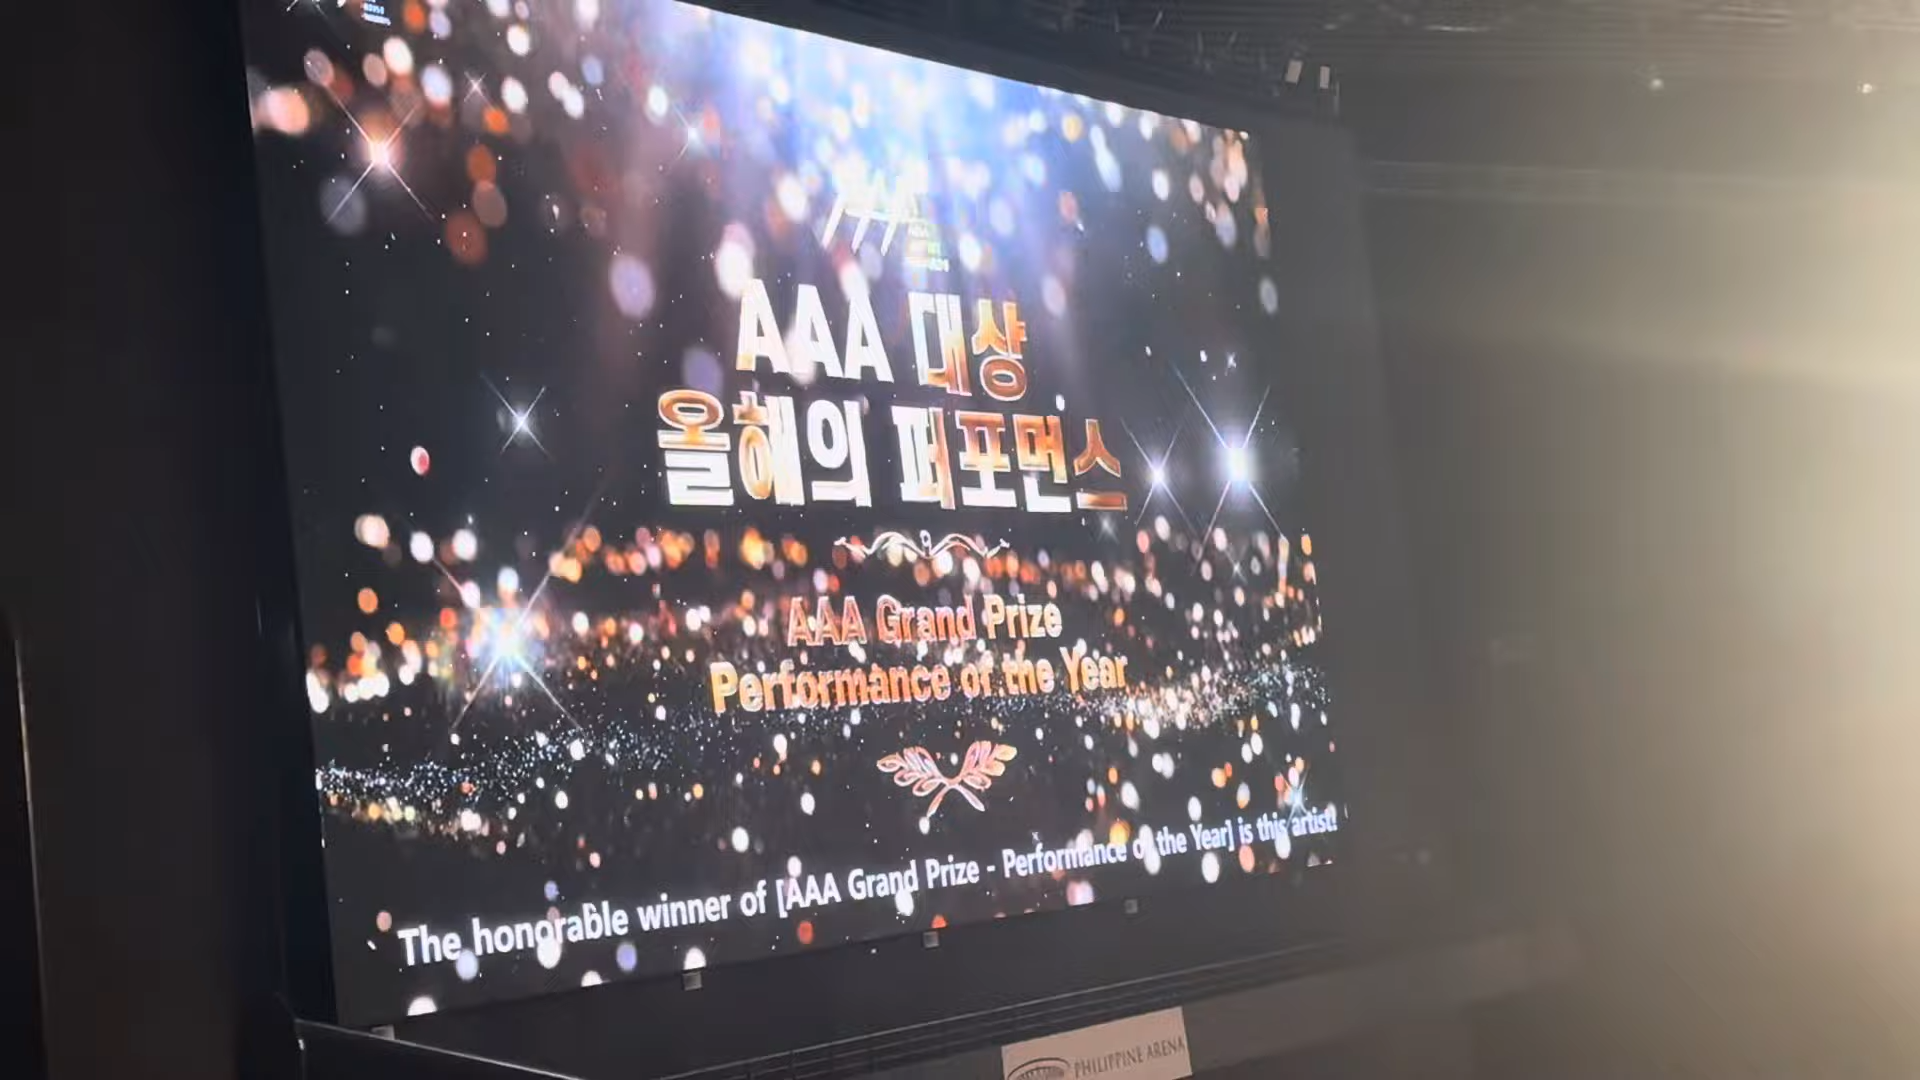 AAA 대상
올해의 퍼포먼스
AAA Grand Prize
Performance of the Year
The honorable winner of [AAA Grand Prize - Performance of the Year] is this artist!
PHILIPPINE ARENA